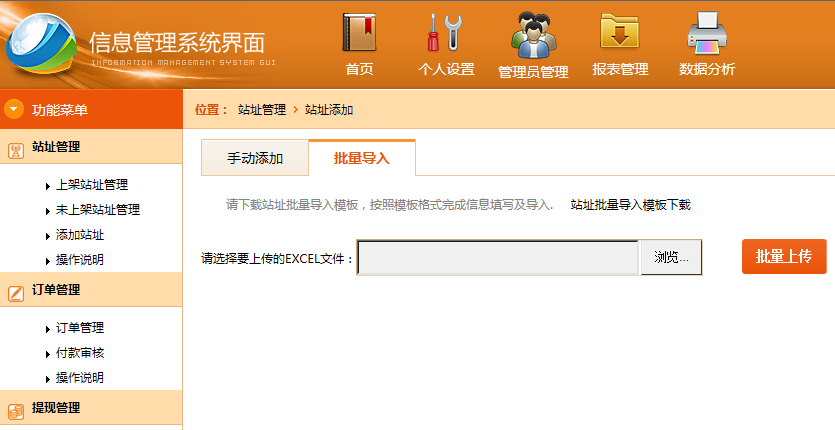 信息管理系统界面
INFORMATION MANAGEMENT SYSTEM GUI
首页
个人设置
管理员管理
报表管理
数据分析
功能菜单
位置： 站址管理 > 站址添加
站址管理
上架站址管理
未上架站址管理
添加站址
操作说明
订单管理
订单管理
付款审核
操作说明
提现管理
手动添加
批量导入
请下载站址批量导入模板，按照模板格式完成信息填写及导入. 站址批量导入模板下载
请选择要上传的EXCEL文件： 浏览... 批量上传